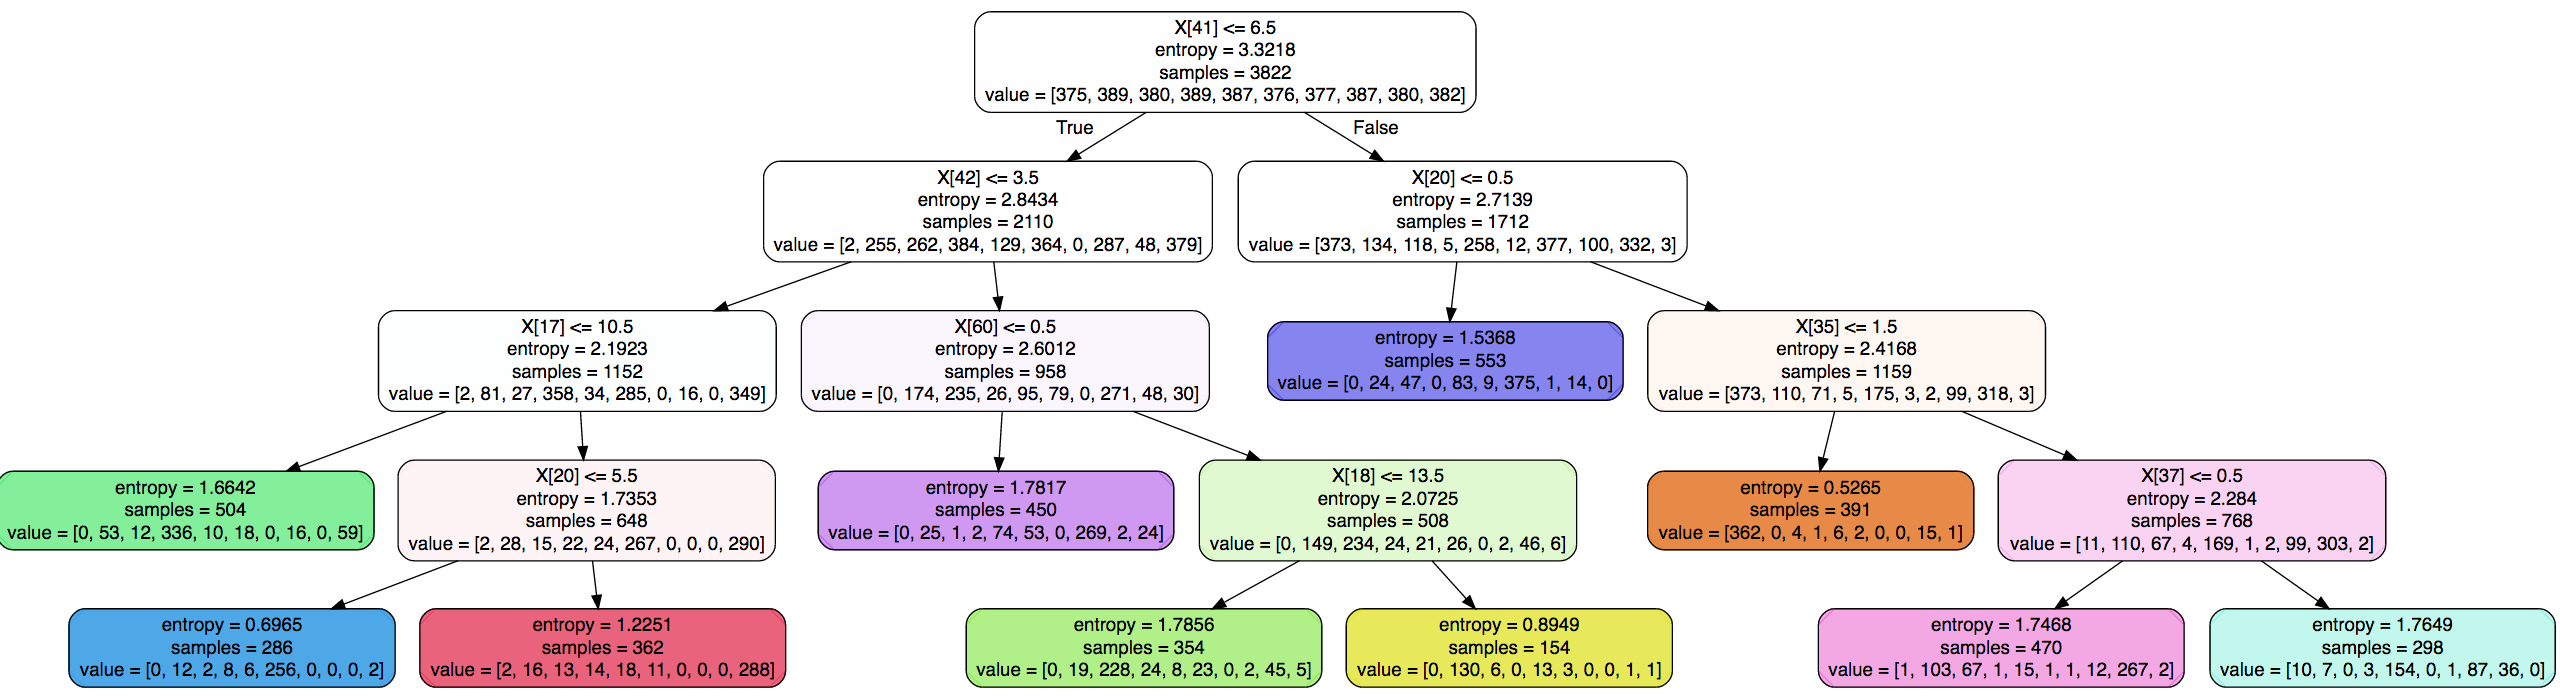 X[41] <= 6.5
entropy = 3.3218
samples = 3822
value = [375, 389, 380, 389, 387, 376, 377, 387, 380, 382]
True
False
X[42] <= 3.5
entropy = 2.8434
samples = 2110
value = [2, 255, 262, 384, 129, 364, 0, 287, 48, 379]
X[20] <= 0.5
entropy = 2.7139
samples = 1712
value = [373, 134, 118, 5, 258, 12, 377, 100, 332, 3]
X[17] <= 10.5
entropy = 2.1923
samples = 1152
value = [2, 81, 27, 358, 34, 285, 0, 16, 0, 349]
X[60] <= 0.5
entropy = 2.6012
samples = 958
value = [0, 174, 235, 26, 95, 79, 0, 271, 48, 30]
entropy = 1.5368
samples = 553
value = [0, 24, 47, 0, 83, 9, 375, 1, 14, 0]
X[35] <= 1.5
entropy = 2.4168
samples = 1159
value = [373, 110, 71, 5, 175, 3, 2, 99, 318, 3]
entropy = 1.6642
samples = 504
value = [0, 53, 12, 336, 10, 18, 0, 16, 0, 59]
X[20] <= 5.5
entropy = 1.7353
samples = 648
value = [2, 28, 15, 22, 24, 267, 0, 0, 0, 290]
entropy = 1.7817
samples = 450
value = [0, 25, 1, 2, 74, 53, 0, 269, 2, 24]
X[18] <= 13.5
entropy = 2.0725
samples = 508
value = [0, 149, 234, 24, 21, 26, 0, 2, 46, 6]
entropy = 0.5265
samples = 391
value = [362, 0, 4, 1, 6, 2, 0, 0, 15, 1]
X[37] <= 0.5
entropy = 2.284
samples = 768
value = [11, 110, 67, 4, 169, 1, 2, 99, 303, 2]
entropy = 0.6965
samples = 286
value = [0, 12, 2, 8, 6, 256, 0, 0, 0, 2]
entropy = 1.2251
samples = 362
value = [2, 16, 13, 14, 18, 11, 0, 0, 0, 288]
entropy = 1.7856
samples = 354
value = [0, 19, 228, 24, 8, 23, 0, 2, 45, 5]
entropy = 0.8949
samples = 154
value = [0, 130, 6, 0, 13, 3, 0, 0, 1, 1]
entropy = 1.7468
samples = 470
value = [1, 103, 67, 1, 15, 1, 1, 12, 267, 2]
entropy = 1.7649
samples = 298
value = [10, 7, 0, 3, 154, 0, 1, 87, 36, 0]